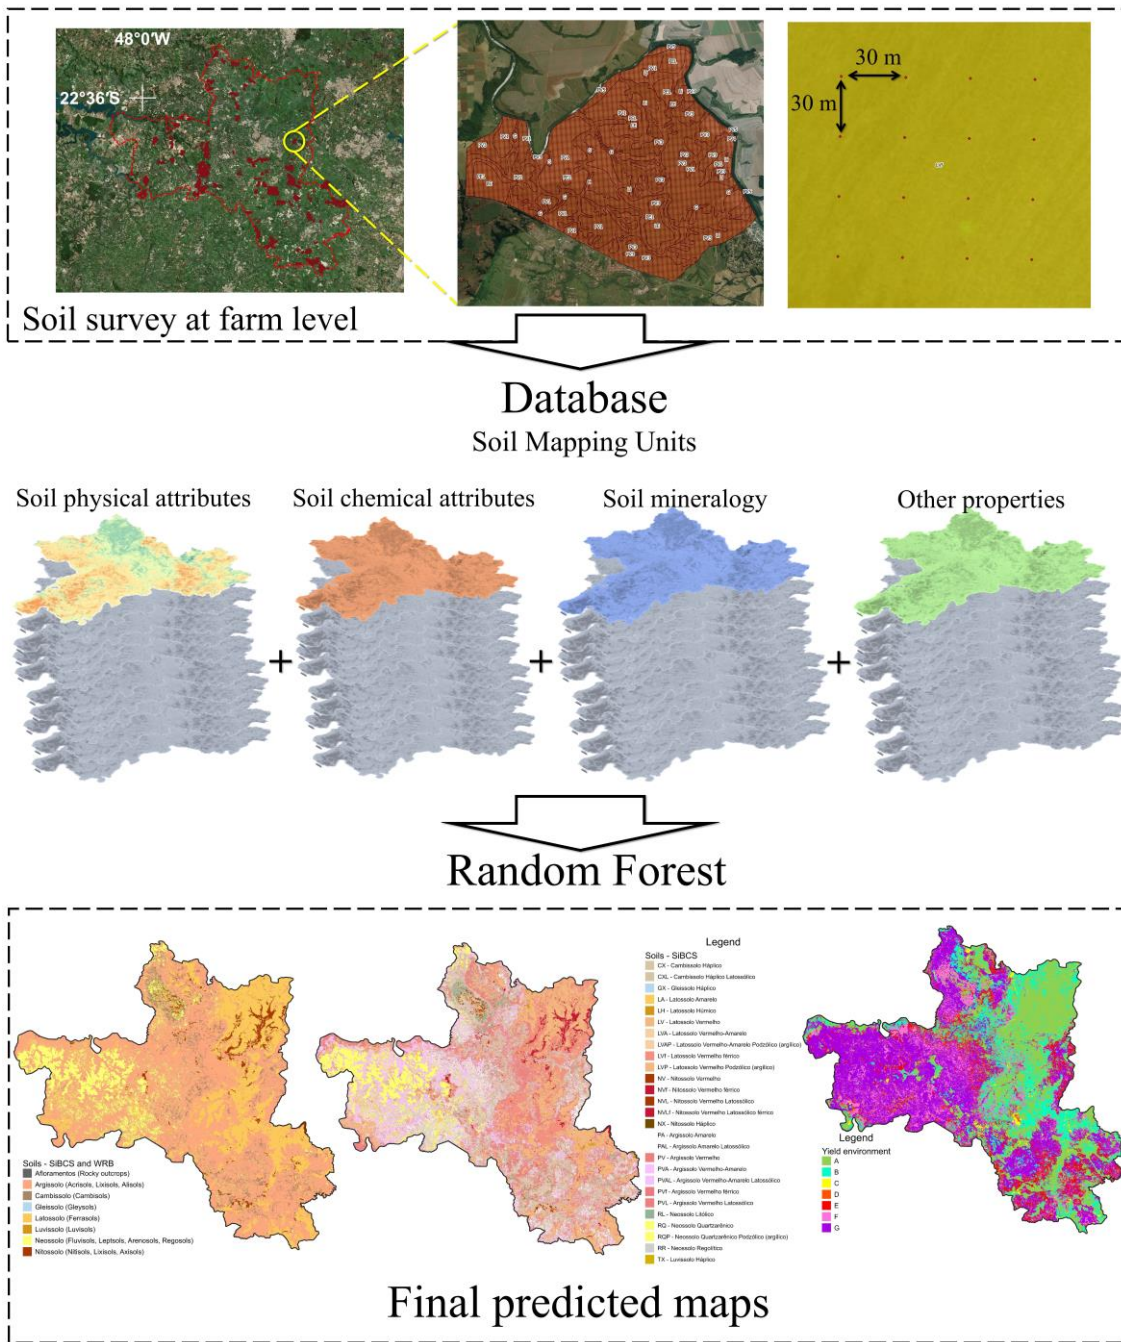 48°0'W
22°36'S
30 m
30 m
Soil survey at farm level
Database
Soil Mapping Units
Soil physical attributes
Soil chemical attributes
Soil mineralogy
Other properties
+
+
+
Random Forest
Soils - SiBCS and WRB
Afloramentos (Rocky outcrops)
Argissolo (Acrisols, Lixisols, Alisols)
Cambissolo (Cambisols)
Gleissolo (Gleysols)
Latossolo (Ferrasols)
Luvissolo (Luvisols)
Neossolo (Fluvisols, Leptsols, Arenosols, Regosols)
Nitossolo (Nitisols, Lixisols, Axisols)
Legend
Soils - SiBCS
CX - Cambissolo Háplico
CXL - Cambissolo Háplico Latossólico
GX - Gleissolo Háplico
LA - Latossolo Amarelo
LH - Latossolo Húmico
LV - Latossolo Vermelho
LVA - Latossolo Vermelho-Amarelo
LVAP - Latossolo Vermelho-Amarelo Podzólico (argílico)
LVf - Latossolo Vermelho férrico
LVP - Latossolo Vermelho Podzólico (argílico)
NV - Nitossolo Vermelho
NVf - Nitossolo Vermelho férrico
NVL - Nitossolo Vermelho Latossólico
NVLf - Nitossolo Vermelho Latossólico férrico
NX - Nitossolo Háplico
PA - Argissolo Amarelo
PAL - Argissolo Amarelo Latossólico
PV - Argissolo Vermelho
PVA - Argissolo Vermelho-Amarelo
PVAL - Argissolo Vermelho-Amarelo Latossólico
PVf - Argissolo Vermelho férrico
PVL - Argissolo Vermelho Latossólico
RL - Neossolo Litólico
RQ - Neossolo Quartzarênico
RQP - Neossolo Quartzarênico Podzólico (argílico)
RR - Neossolo Regolítico
TX - Luvissolo Háplico
Legend
Yield environment
A
B
C
D
E
F
G
Final predicted maps